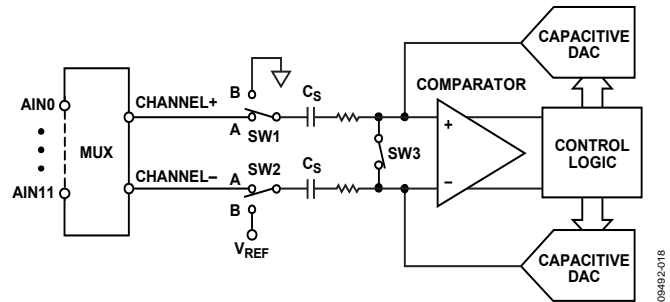 CAPACITIVE
DAC
COMPARATOR
B
CS
AIN0
CHANNEL+
A
SW1
+
MUX
SW3
CONTROL
LOGIC
CHANNEL–
A
SW2
CS
–
AIN11
B
VREF
CAPACITIVE
DAC
09492-018